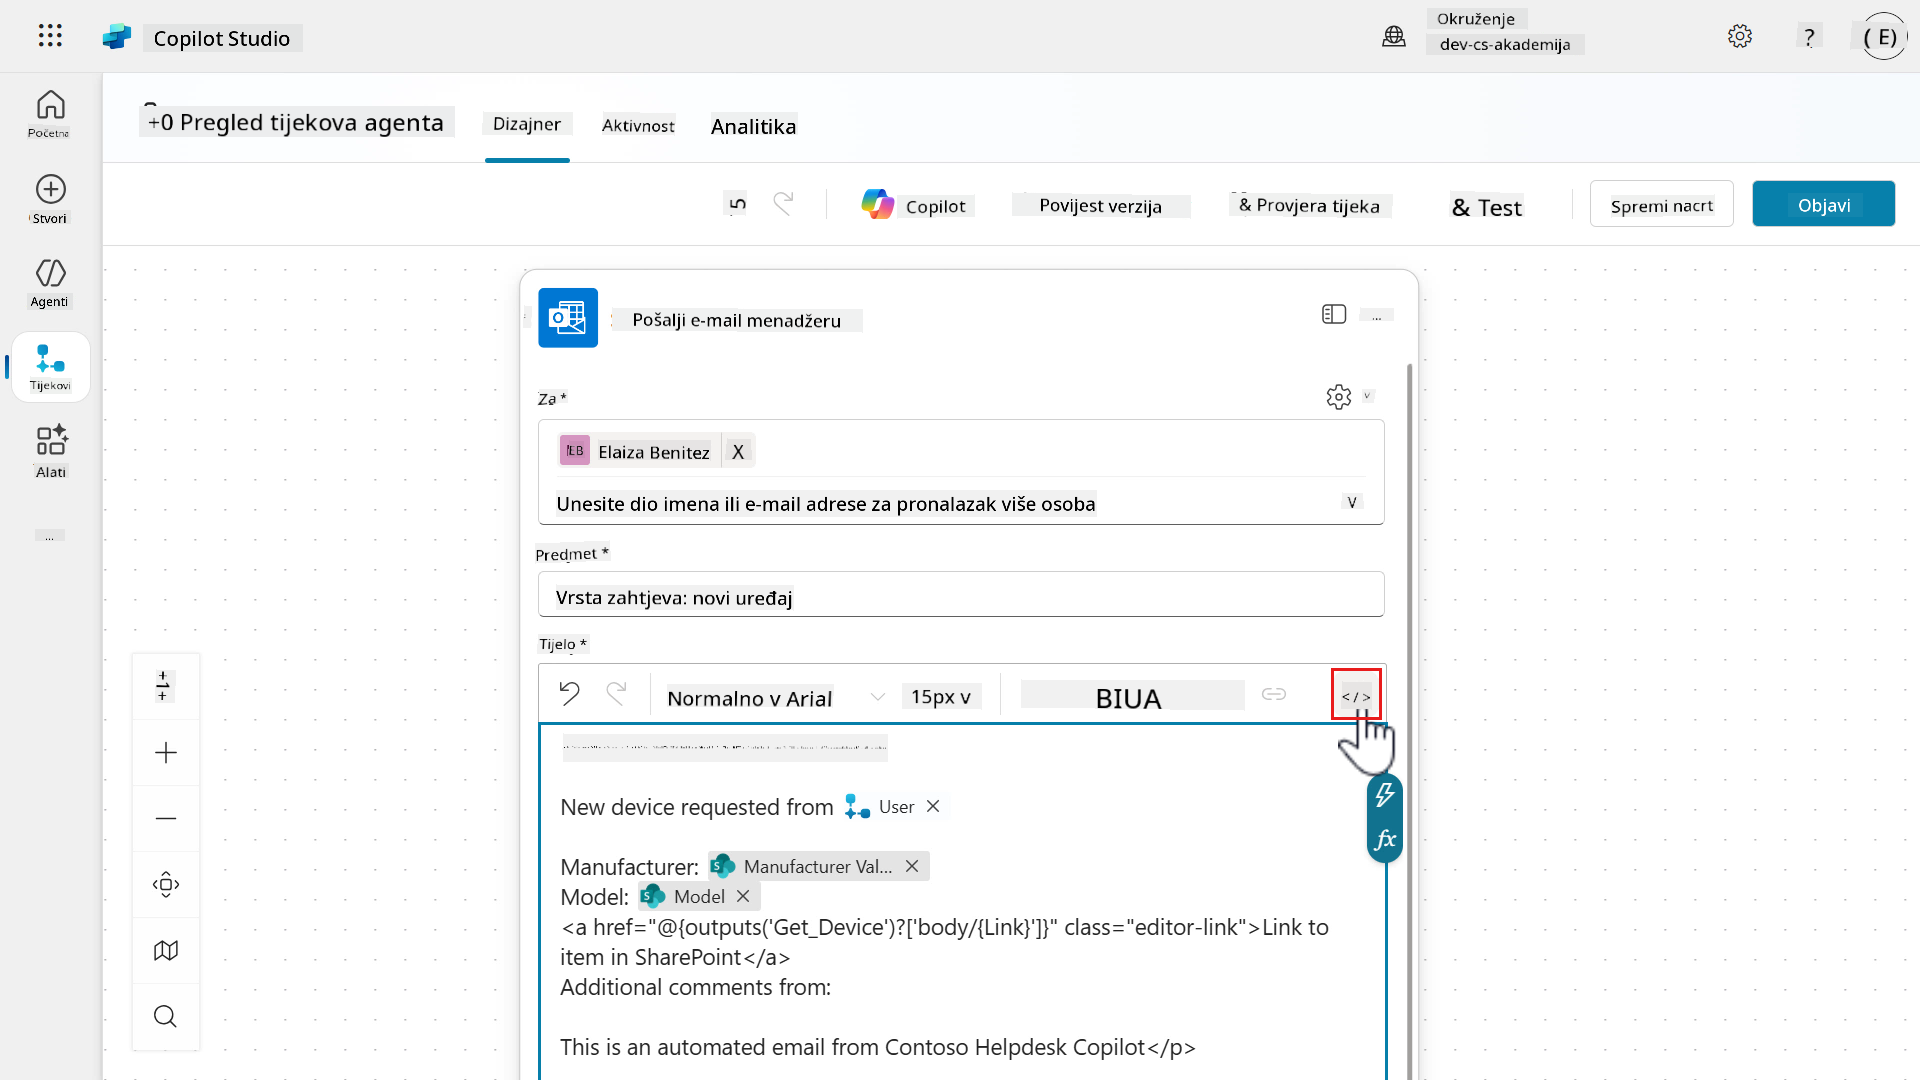 Copilot Studio
Okruženje
dev-cs-akademija
?
( E)
Početna
Stvori
Agenti
Tijekovi
Alati
...
+0 Pregled tijekova agenta
Dizajner
Aktivnost
Analitika
5
Copilot
Povijest verzija
& Provjera tijeka
& Test
Spremi nacrt
Objavi
Pošalji e-mail menadžeru
...
Za *
v
EB
Elaiza Benitez
X
Unesite dio imena ili e-mail adrese za pronalazak više osoba
V
Predmet *
Vrsta zahtjeva: novi uređaj
Tijelo *
Normalno v Arial
15px v
BIUA
</>
New device requested from User ×
fx
Manufacturer: Manufacturer Val... ×
Model: Model ×
<a href="@{outputs('Get_Device')?['body/{Link}']}" class="editor-link">Link to
item in SharePoint</a>
Additional comments from:
This is an automated email from Contoso Helpdesk Copilot</p>